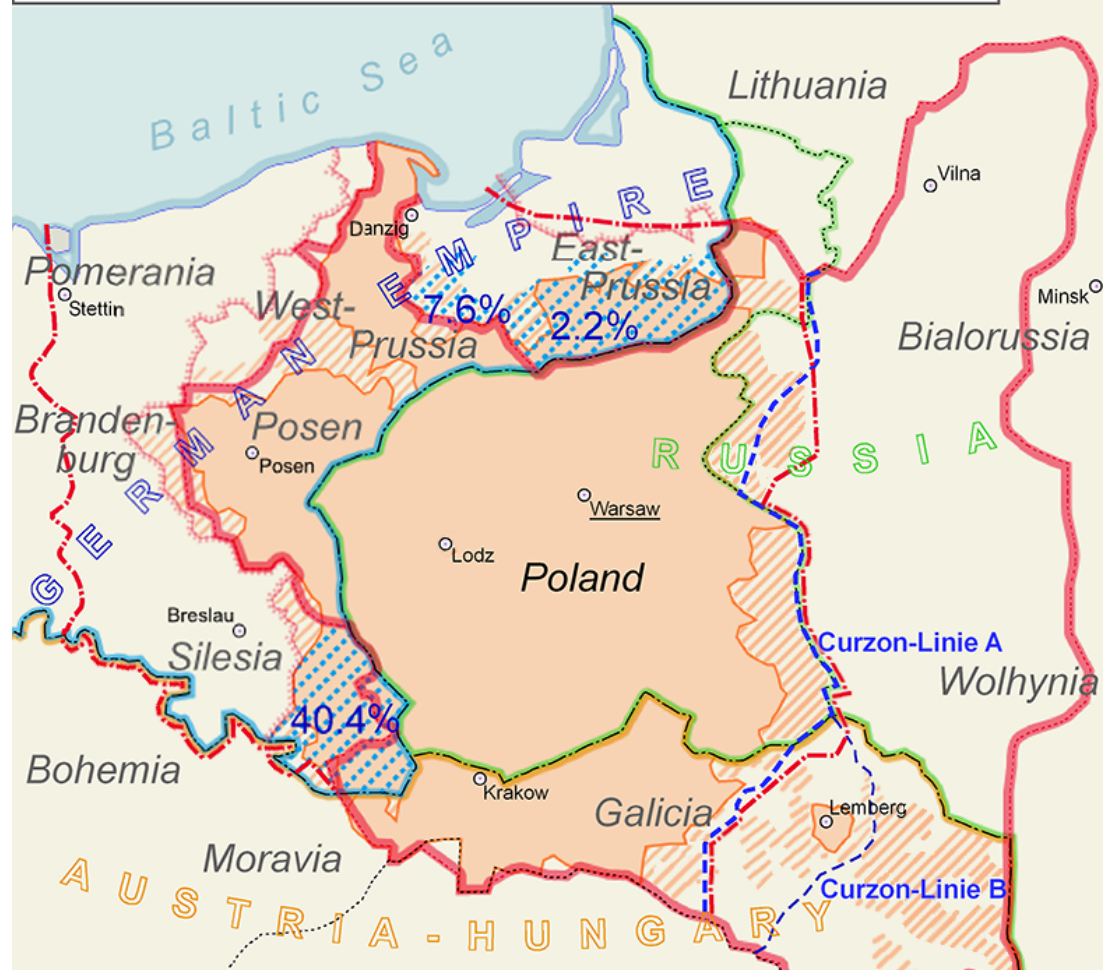 Baltic Sea
Lithuania
Vilna
Danzig
EMPIRE
East-
Prussia
Pomerania
Stettin
Minsk
West-
Prussia
7.6%
2.2%
Bialorussia
GERMAN
Branden-
burg
Posen
Posen
RUSSIA
Warsaw
Lodz
Poland
Breslau
Silesia
Curzon-Linie A
Wolhynia
40.4%
Bohemia
Krakow
Galicia
Lemberg
Moravia
Curzon-Linie B
AUSTRIA-HUNGARY